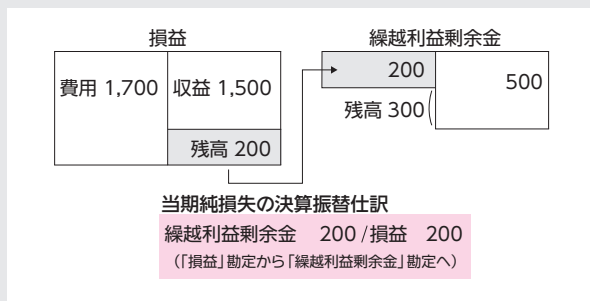 損益
費用 1,700 収益 1,500
残高 200
繰越利益剰余金
200 500
残高 300
当期純損失の決算振替仕訳
繰越利益剰余金 200 /損益 200
(「損益」勘定から「繰越利益剰余金」勘定へ)